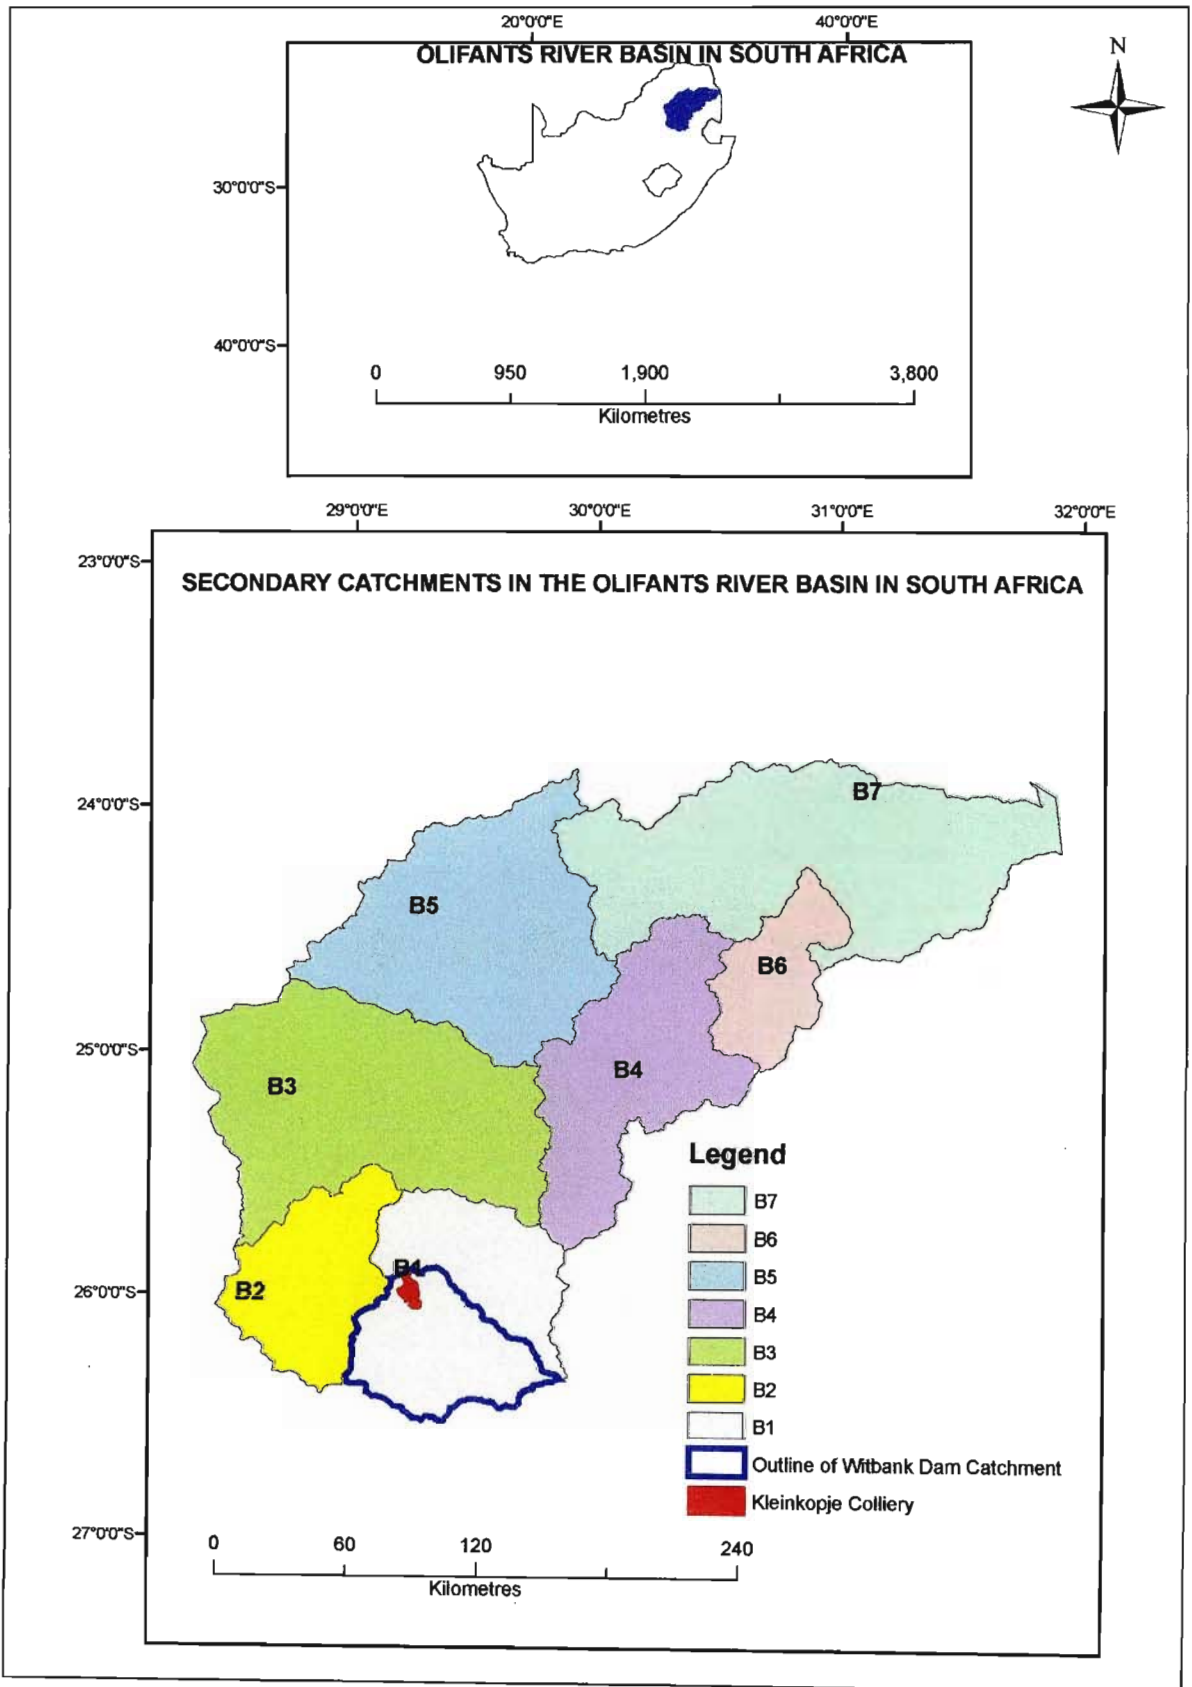 20°0'0"E 40°0'0"E
N
OLIFANTS RIVER BASIN IN SOUTH AFRICA
30°0'0"S
40°0'0"S
0 950 1,900 3,800
Kilometres
29°0'0"E 30°0'0"E 31°0'0"E 32°0'0"E
23°0'0"S
SECONDARY CATCHMENTS IN THE OLIFANTS RIVER BASIN IN SOUTH AFRICA
B7
24°0'0"S
B5
B6
25°0'0"S
B4
B3
Legend
B7
B6
B1
B5
26°0'0"S
B2
B4
B3
B2
B1
Outline of Witbank Dam Catchment
Kleinkopje Colliery
27°0'0"S
0 60 120 240
Kilometres